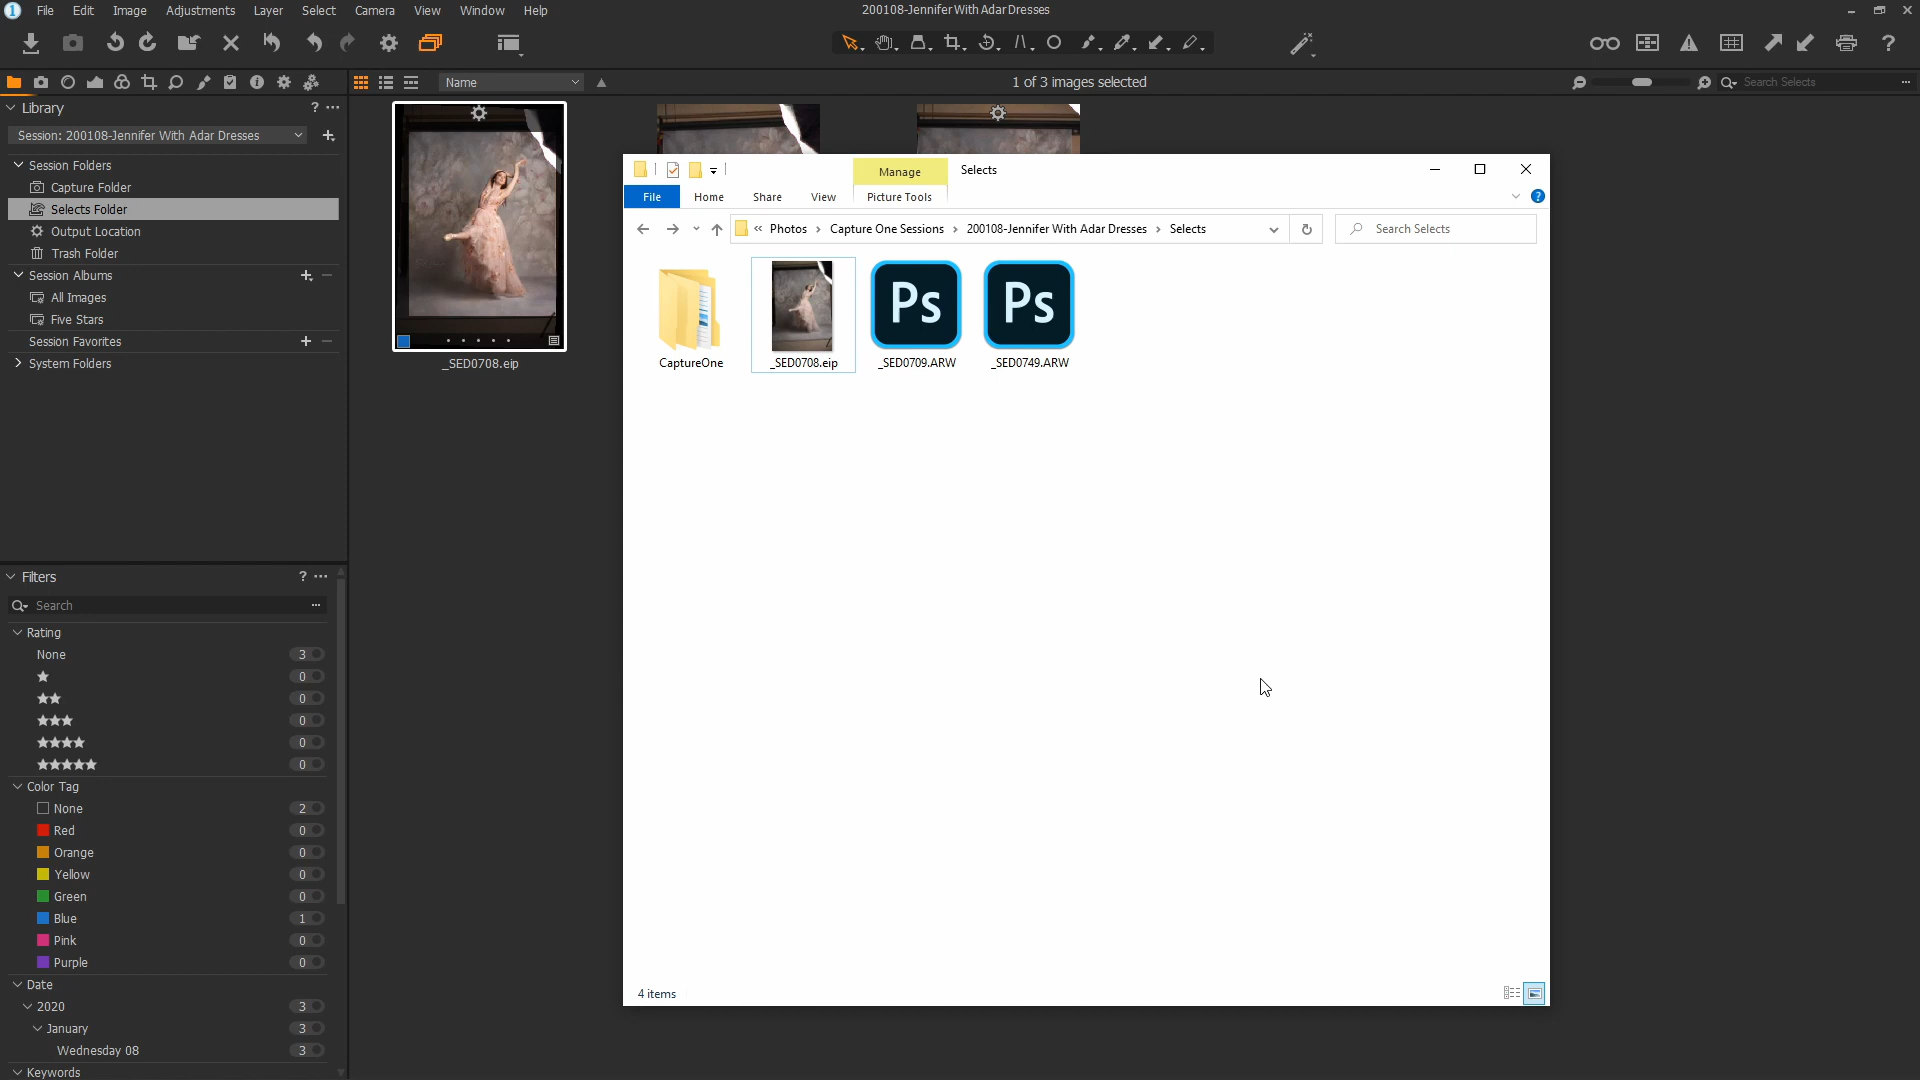 File Edit Image Adjustments Layer Select Camera View Window Help
200108-Jennifer With Adar Dresses
Name
1 of 3 images selected
Search Selects
Library
? ...
Session: 200108-Jennifer With Adar Dresses
Session Folders
Capture Folder
Selects Folder
Output Location
Trash Folder
Session Albums
All Images
Five Stars
Session Favorites
System Folders
_SED0708.eip
Manage
Selects
File Home Share View Picture Tools
« Photos > Capture One Sessions > 200108-Jennifer With Adar Dresses > Selects
Search Selects
Ps
Ps
CaptureOne
_SED0708.eip
_SED0709.ARW
_SED0749.ARW
4 items
Filters
? ...
Search
Rating
None 3
0
0
0
0
0
Color Tag
None 2
Red 0
Orange 0
Yellow 0
Green 0
Blue 1
Pink 0
Purple 0
Date
2020 3
January 3
Wednesday 08 3
Keywords